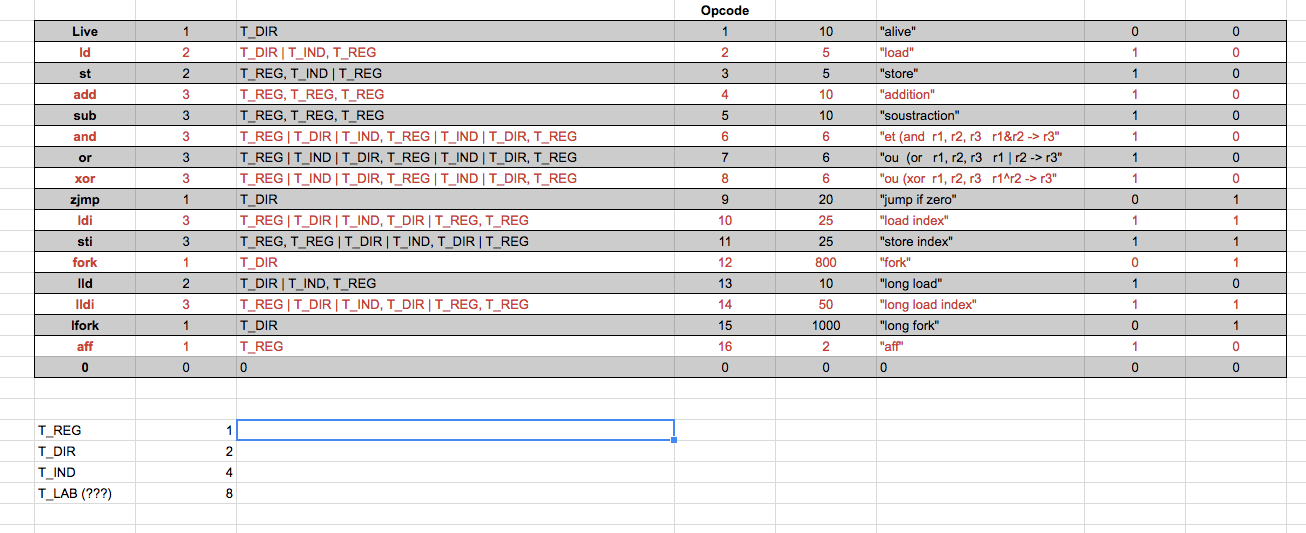 Opcode
Live 1 T_DIR 1 10 "alive" 0 0
ld 2 T_DIR | T_IND, T_REG 2 5 "load" 1 0
st 2 T_REG, T_IND | T_REG 3 5 "store" 1 0
add 3 T_REG, T_REG, T_REG 4 10 "addition" 1 0
sub 3 T_REG, T_REG, T_REG 5 10 "soustraction" 1 0
and 3 T_REG | T_DIR | T_IND, T_REG | T_IND | T_DIR, T_REG 6 6 "et (and r1, r2, r3 r1&r2 -> r3" 1 0
or 3 T_REG | T_IND | T_DIR, T_REG | T_IND | T_DIR, T_REG 7 6 "ou (or r1, r2, r3 r1 | r2 -> r3" 1 0
xor 3 T_REG | T_IND | T_DIR, T_REG | T_IND | T_DIR, T_REG 8 6 "ou (xor r1, r2, r3 r1^r2 -> r3" 1 0
zjmp 1 T_DIR 9 20 "jump if zero" 0 1
ldi 3 T_REG | T_DIR | T_IND, T_DIR | T_REG, T_REG 10 25 "load index" 1 1
sti 3 T_REG, T_REG | T_DIR | T_IND, T_DIR | T_REG 11 25 "store index" 1 1
fork 1 T_DIR 12 800 "fork" 0 1
lld 2 T_DIR | T_IND, T_REG 13 10 "long load" 1 0
lldi 3 T_REG | T_DIR | T_IND, T_DIR | T_REG, T_REG 14 50 "long load index" 1 1
lfork 1 T_DIR 15 1000 "long fork" 0 1
aff 1 T_REG 16 2 "aff" 1 0
0 0 0 0 0 0 0 0
T_REG 1
T_DIR 2
T_IND 4
T_LAB (???) 8